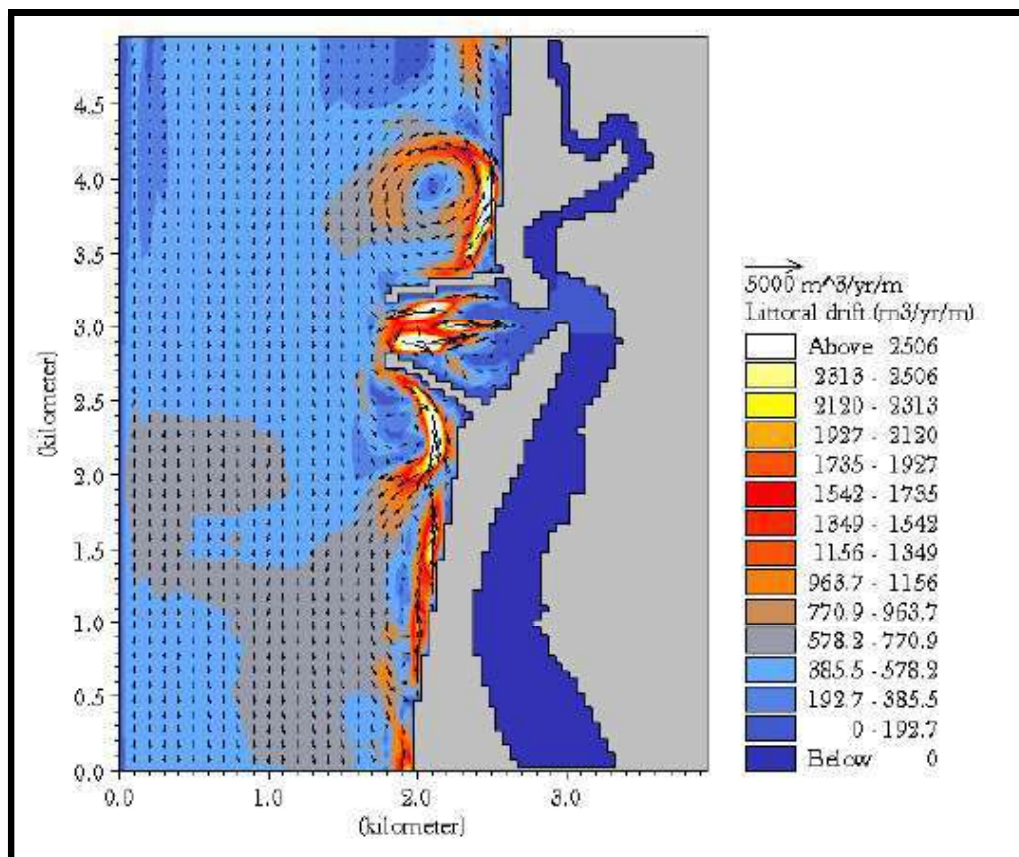 4.5
4.0
3.5
3.0
2.5
2.0
1.5
1.0
0.5
0.0
(kilometer)
0.0 1.0 2.0 3.0
(kilometer)
5000 m^3/yr/m
Littoral drift (m3/yr/m)
Above 2506
2313 - 2506
2120 - 2313
1927 - 2120
1735 - 1927
1542 - 1735
1349 - 1542
1156 - 1349
963.7 - 1156
770.9 - 963.7
578.2 - 770.9
385.5 - 578.2
192.7 - 385.5
0 - 192.7
Below 0